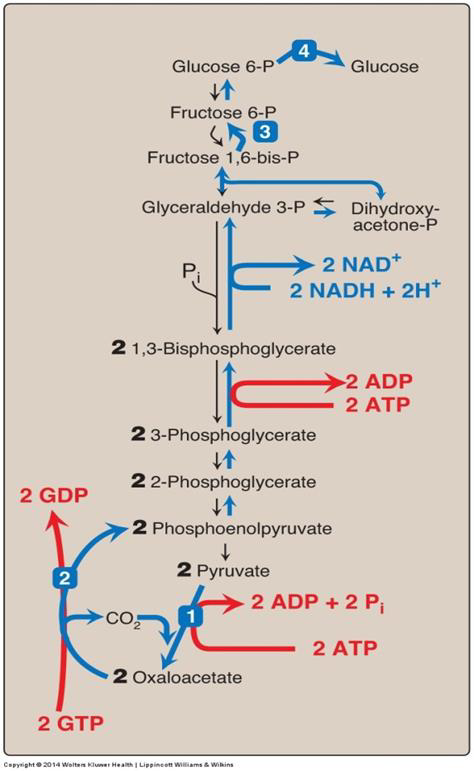 4
Glucose 6-P Glucose
Fructose 6-P
3
Fructose 1,6-bis-P
Glyceraldehyde 3-P Dihydroxy-
acetone-P
2 NAD+
Pi
2 NADH + 2H+
2 1,3-Bisphosphoglycerate
2 ADP
2 ATP
2 3-Phosphoglycerate
2 2-Phosphoglycerate
2 GDP
2 Phosphoenolpyruvate
2 Pyruvate
2
2 ADP + 2 Pi
CO2
1
2 ATP
2 Oxaloacetate
2 GTP
Copyright © 2014 Wolters Kluwer Health | Lippincott Williams & Wilkins